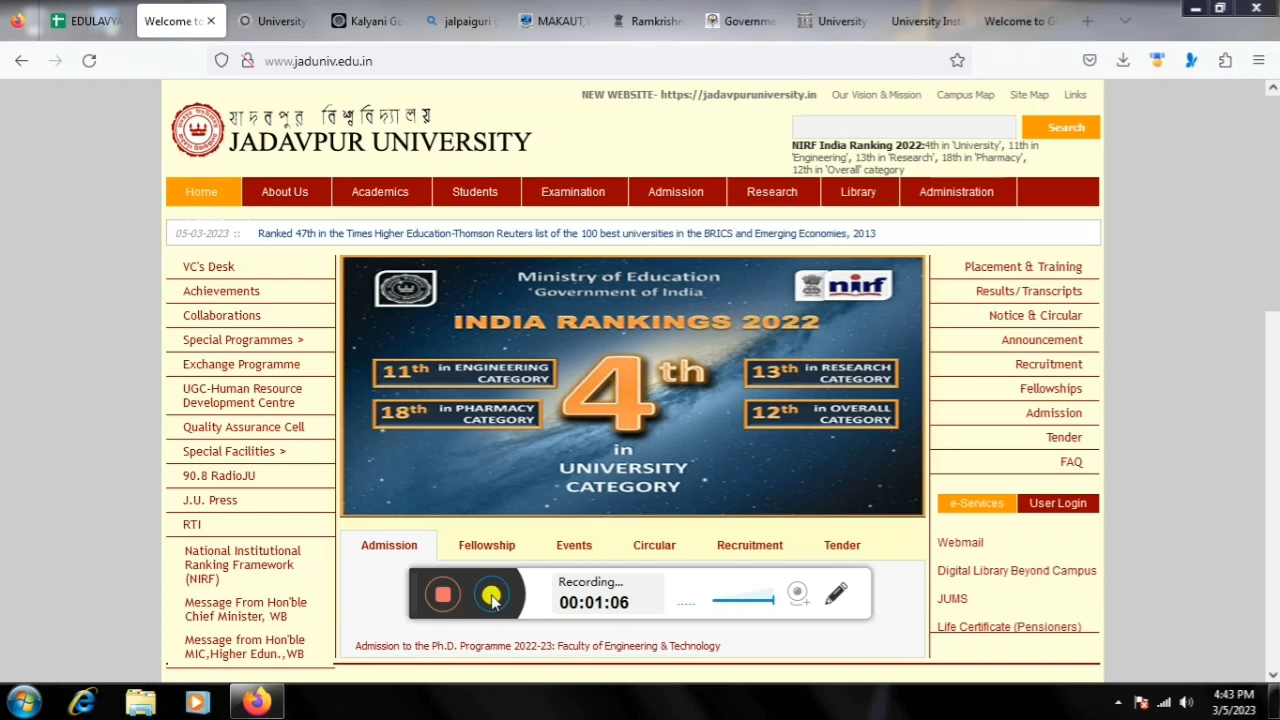 EDULAVYA
Welcome to
University
Kalyani Go
jalpaiguri g
MAKAUT,
Ramkrishn
Governme
University
University Inst
Welcome to G
www.jaduniv.edu.in
NEW WEBSITE- https://jadavpuruniversity.in
Our Vision & Mission
Campus Map
Site Map
Links
যাদবপুর বিশ্ববিদ্যালয়
JADAVPUR UNIVERSITY
Search
NIRF India Ranking 2022:4th in 'University', 11th in
'Engineering', 13th in 'Research', 18th in 'Pharmacy',
12th in 'Overall' category
Home
About Us
Academics
Students
Examination
Admission
Research
Library
Administration
05-03-2023 ::
Ranked 47th in the Times Higher Education-Thomson Reuters list of the 100 best universities in the BRICS and Emerging Economies, 2013
VC's Desk
Achievements
Collaborations
Special Programmes >
Exchange Programme
UGC-Human Resource
Development Centre
Quality Assurance Cell
Special Facilities >
90.8 RadioJU
J.U. Press
RTI
National Institutional
Ranking Framework
(NIRF)
Message From Hon'ble
Chief Minister, WB
Message from Hon'ble
MIC,Higher Edun.,WB
Ministry of Education
Government of India
nirf
INDIA RANKINGS 2022
11th in ENGINEERING
CATEGORY
18th in PHARMACY
CATEGORY
4th
13th in RESEARCH
CATEGORY
12th in OVERALL
CATEGORY
in
UNIVERSITY
CATEGORY
Placement & Training
Results/Transcripts
Notice & Circular
Announcement
Recruitment
Fellowships
Admission
Tender
FAQ
e-Services
User Login
Webmail
Digital Library Beyond Campus
JUMS
Life Certificate (Pensioners)
Admission
Fellowship
Events
Circular
Recruitment
Tender
Recording...
00:01:06
Admission to the Ph.D. Programme 2022-23: Faculty of Engineering & Technology
4:43 PM
3/5/2023